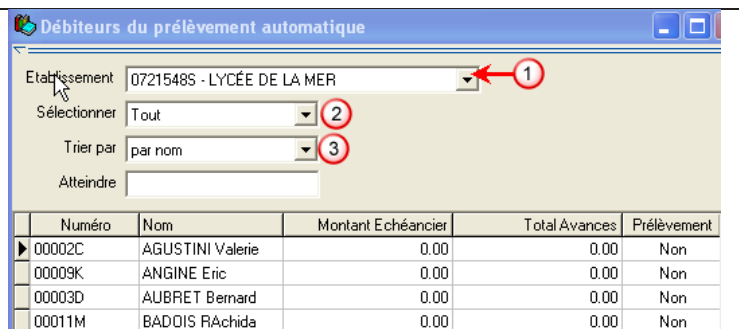 Débiteurs du prélèvement automatique
Etablissement 0721548S - LYCÉE DE LA MER 1
Sélectionner Tout 2
Trier par par nom 3
Atteindre
Numéro Nom Montant Echéancier Total Avances Prélèvement
00002C AGUSTINI Valerie 0.00 0.00 Non
00009K ANGINE Eric 0.00 0.00 Non
00003D AUBRET Bernard 0.00 0.00 Non
00011M BADOIS RAchida 0.00 0.00 Non